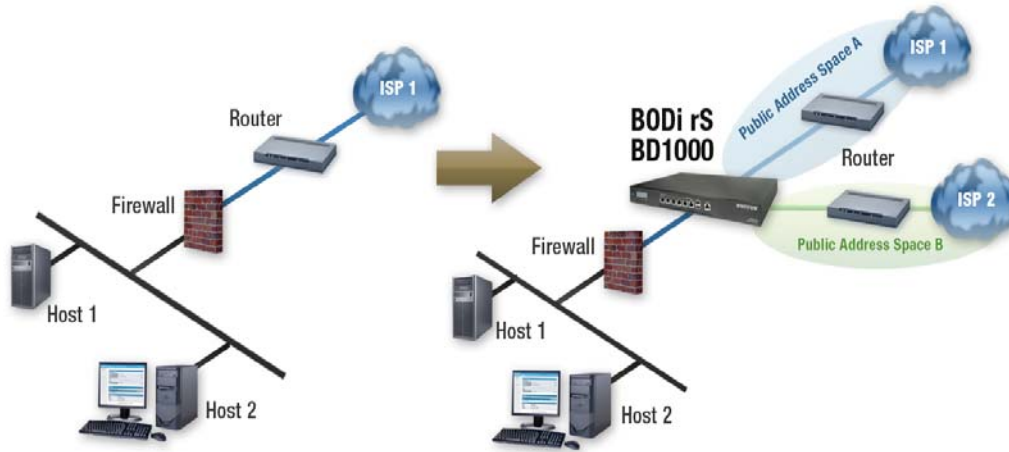 ISP 1
Router
Firewall
Host 1
Host 2
ISP 1
Public Address Space A
BODi rS
BD1000
Router
ISP 2
Public Address Space B
Firewall
Host 1
Host 2